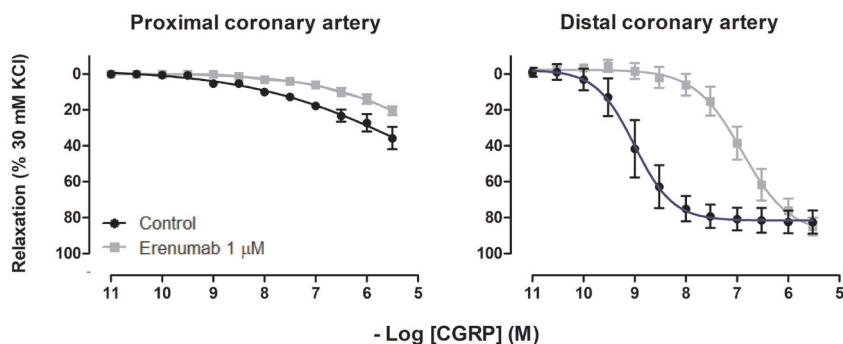 Proximal coronary artery
Distal coronary artery
Relaxation (% 30 mM KCl)
0
20
40
60
80
100
Control
Erenumab 1 μM
11 10 9 8 7 6 5
0
20
40
60
80
100
11 10 9 8 7 6 5
- Log [CGRP] (M)